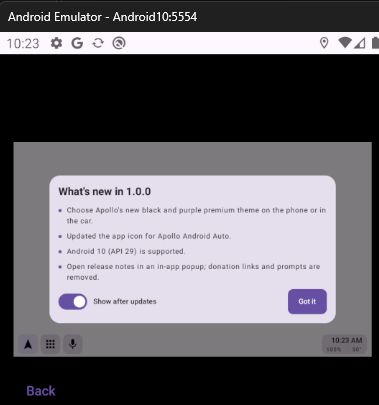 Android Emulator - Android10:5554
10:23
What's new in 1.0.0
Choose Apollo's new black and purple premium theme on the phone or in
the car.
Updated the app icon for Apollo Android Auto.
Android 10 (API 29) is supported.
Open release notes in an in-app popup; donation links and prompts are
removed.
Show after updates
Got it
10:23 AM
100%
Back